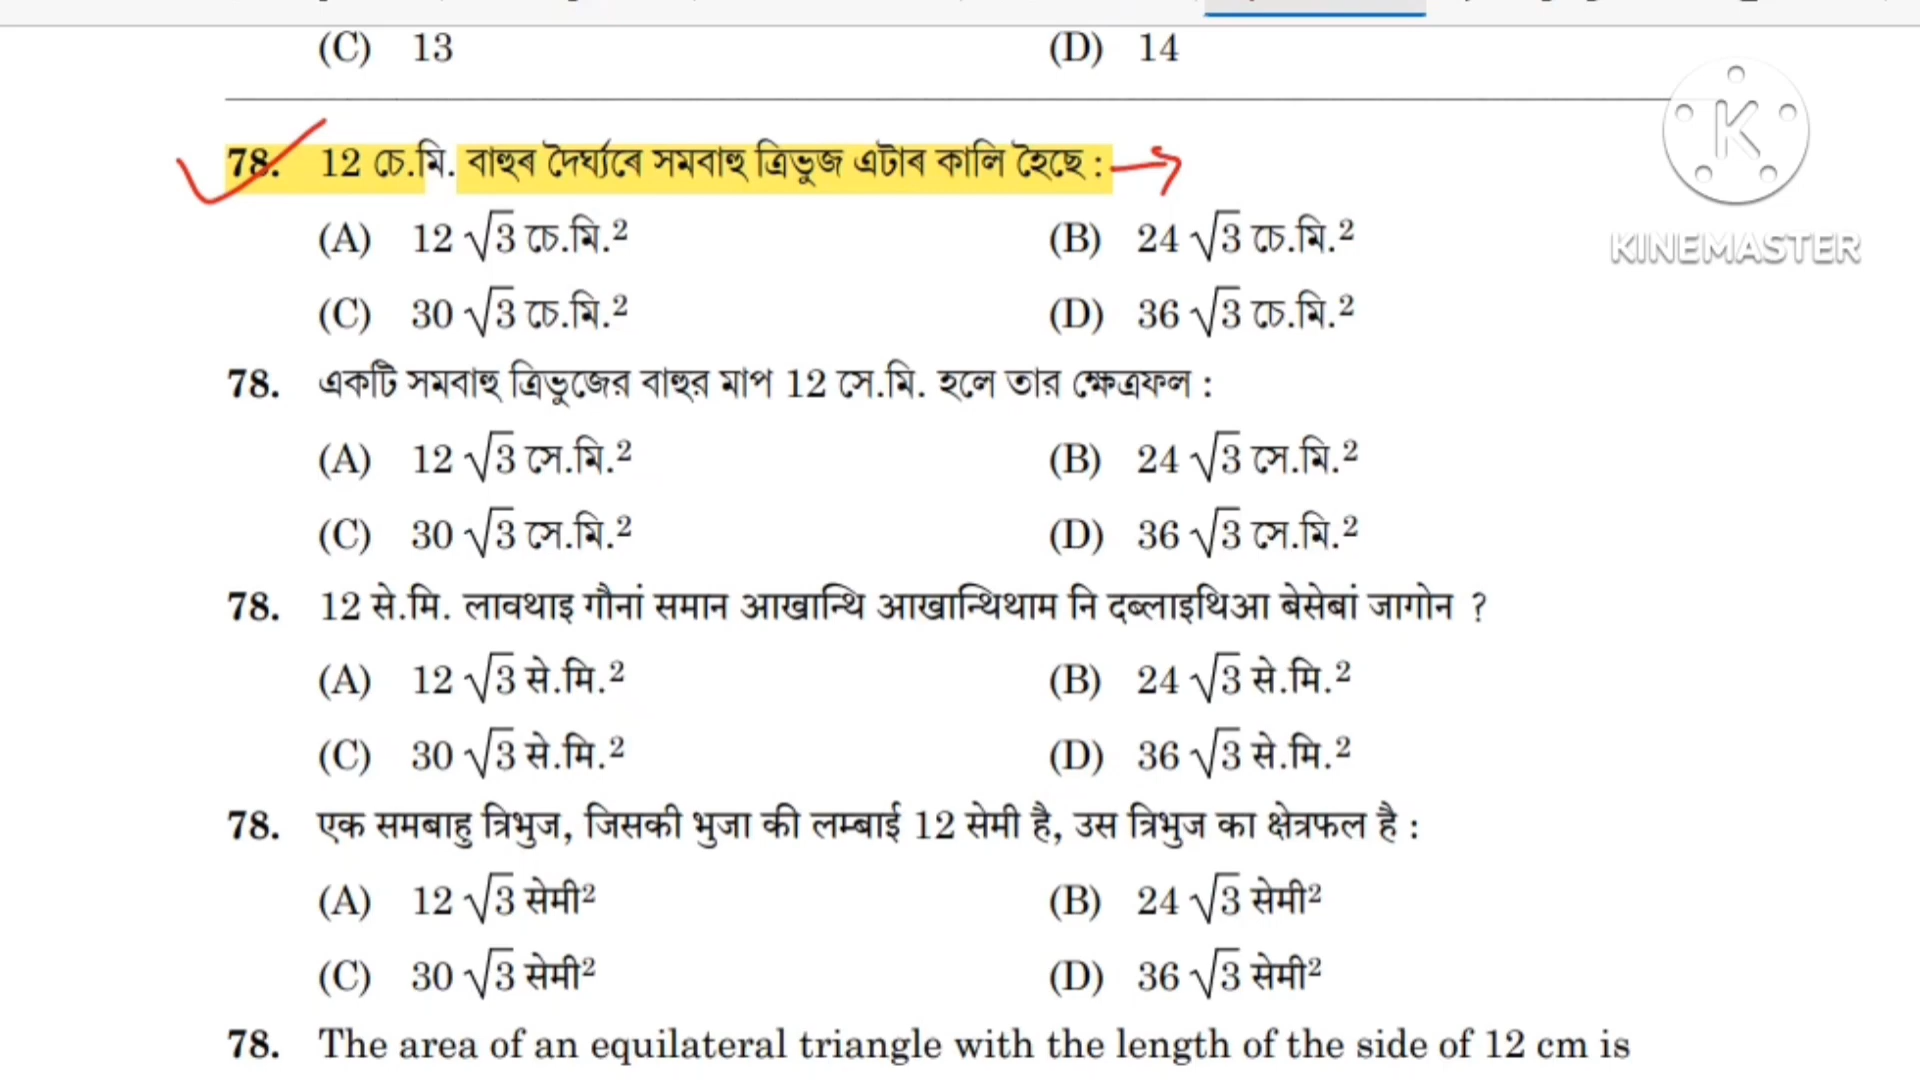 (C) 13 (D) 14
78. 12 চে.মি. বাহুৰ দৈৰ্ঘ্যৰে সমবাহু ত্ৰিভুজ এটাৰ কালি হৈছে :
K
KINEMASTER
(A) 12 √3 চে.মি.² (B) 24 √3 চে.মি.²
(C) 30 √3 চে.মি.² (D) 36 √3 চে.মি.²
78. একটি সমবাহু ত্রিভুজের বাহুর মাপ 12 সে.মি. হলে তার ক্ষেত্রফল :
(A) 12 √3 সে.মি.² (B) 24 √3 সে.মি.²
(C) 30 √3 সে.মি.² (D) 36 √3 সে.মি.²
78. 12 से.मि. लावथाइ गौनां समान आखान्थि आखान्थिथाम नि दब्लाइथिआ बेसेबां जागोन ?
(A) 12 √3 से.मि.² (B) 24 √3 से.मि.²
(C) 30 √3 से.मि.² (D) 36 √3 से.मि.²
78. एक समबाहु त्रिभुज, जिसकी भुजा की लम्बाई 12 सेमी है, उस त्रिभुज का क्षेत्रफल है :
(A) 12 √3 सेमी² (B) 24 √3 सेमी²
(C) 30 √3 सेमी² (D) 36 √3 सेमी²
78. The area of an equilateral triangle with the length of the side of 12 cm is